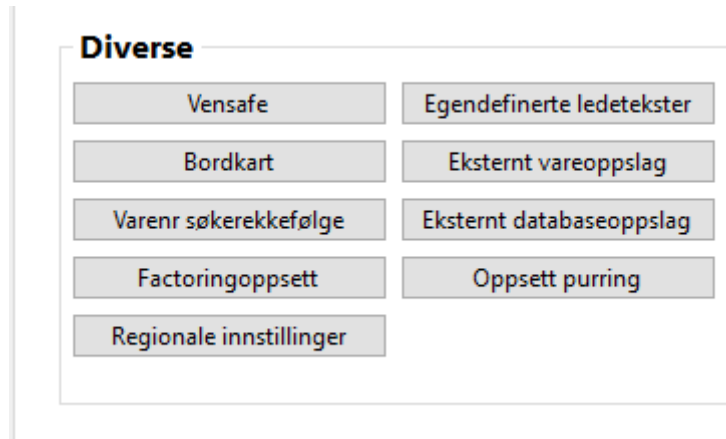 Diverse
Vensafe
Egendefinerte ledetekster
Bordkart
Eksternt vareoppslag
Varenr søkerekkefølge
Eksternt databaseoppslag
Factoringoppsett
Oppsett purring
Regionale innstillinger